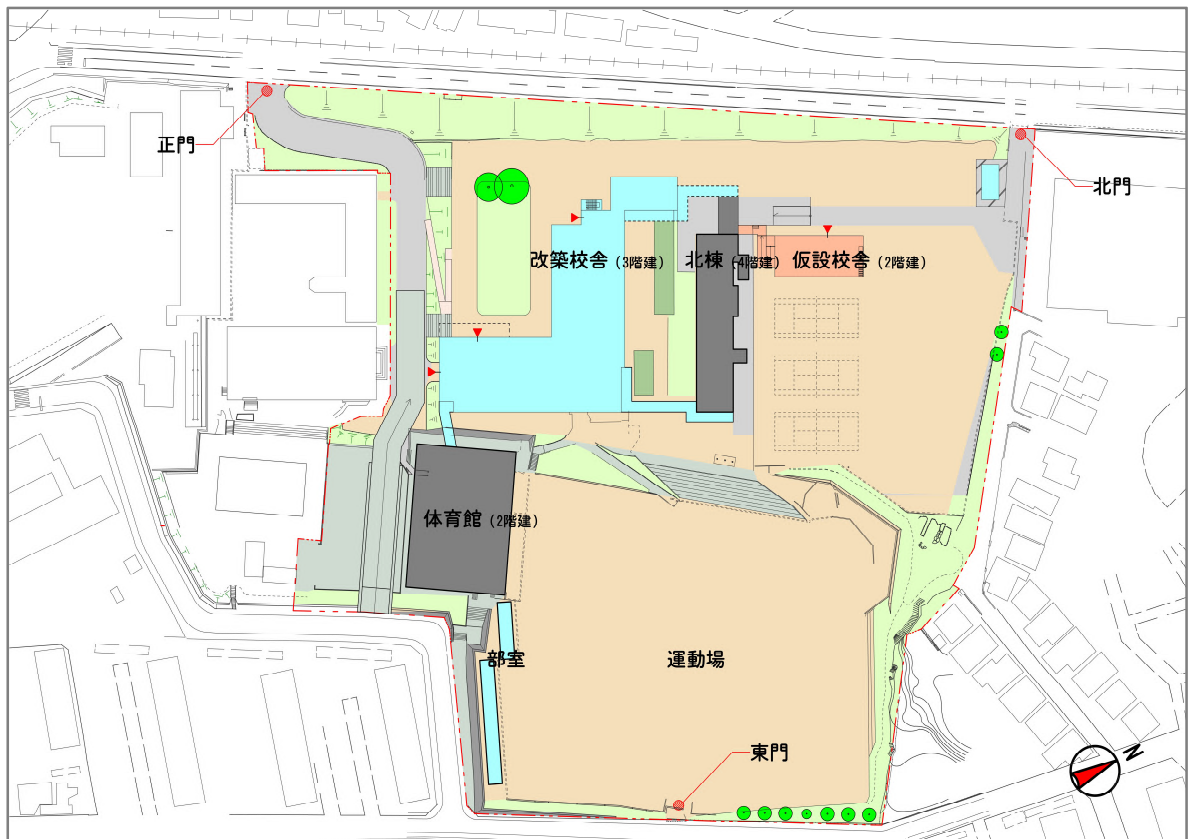 正門
北門
改築校舎（3階建）
北棟（4階建）
仮設校舎（2階建）
体育館（2階建）
部室
運動場
東門
N